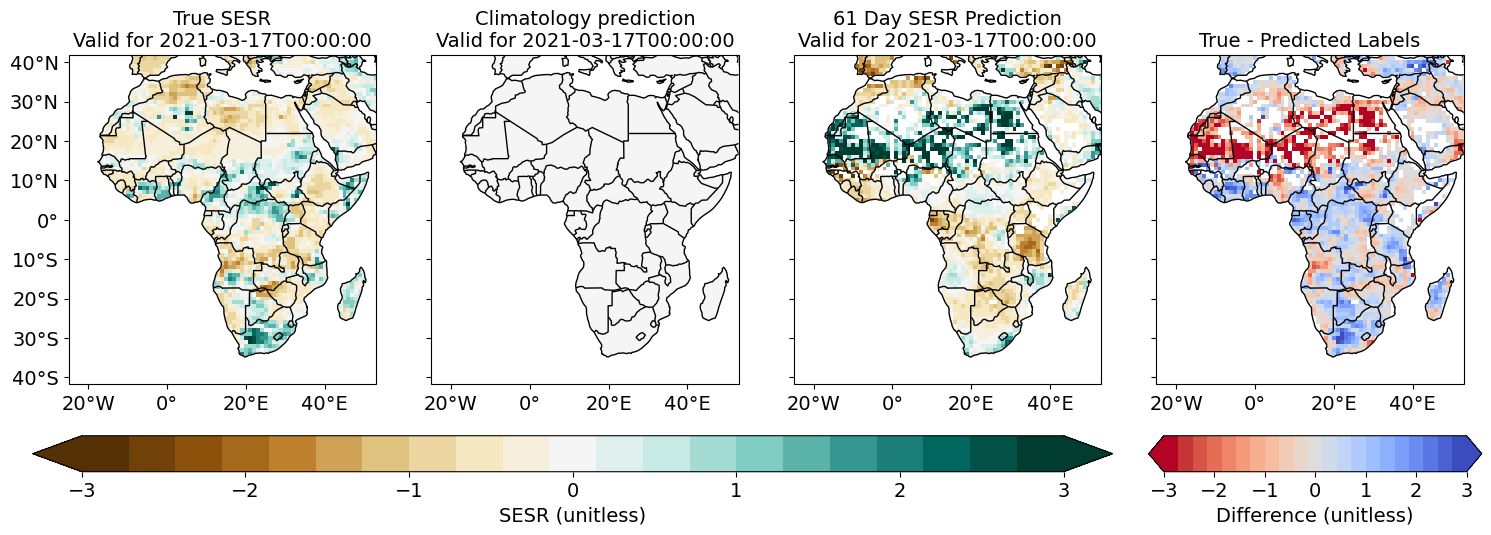 True SESR
Valid for 2021-03-17T00:00:00
Climatology prediction
Valid for 2021-03-17T00:00:00
61 Day SESR Prediction
Valid for 2021-03-17T00:00:00
True - Predicted Labels
40°N
30°N
20°N
10°N
0°
10°S
20°S
30°S
40°S
20°W 0° 20°E 40°E
20°W 0° 20°E 40°E
20°W 0° 20°E 40°E
20°W 0° 20°E 40°E
−3 −2 −1 0 1 2 3
SESR (unitless)
−3 −2 −1 0 1 2 3
Difference (unitless)